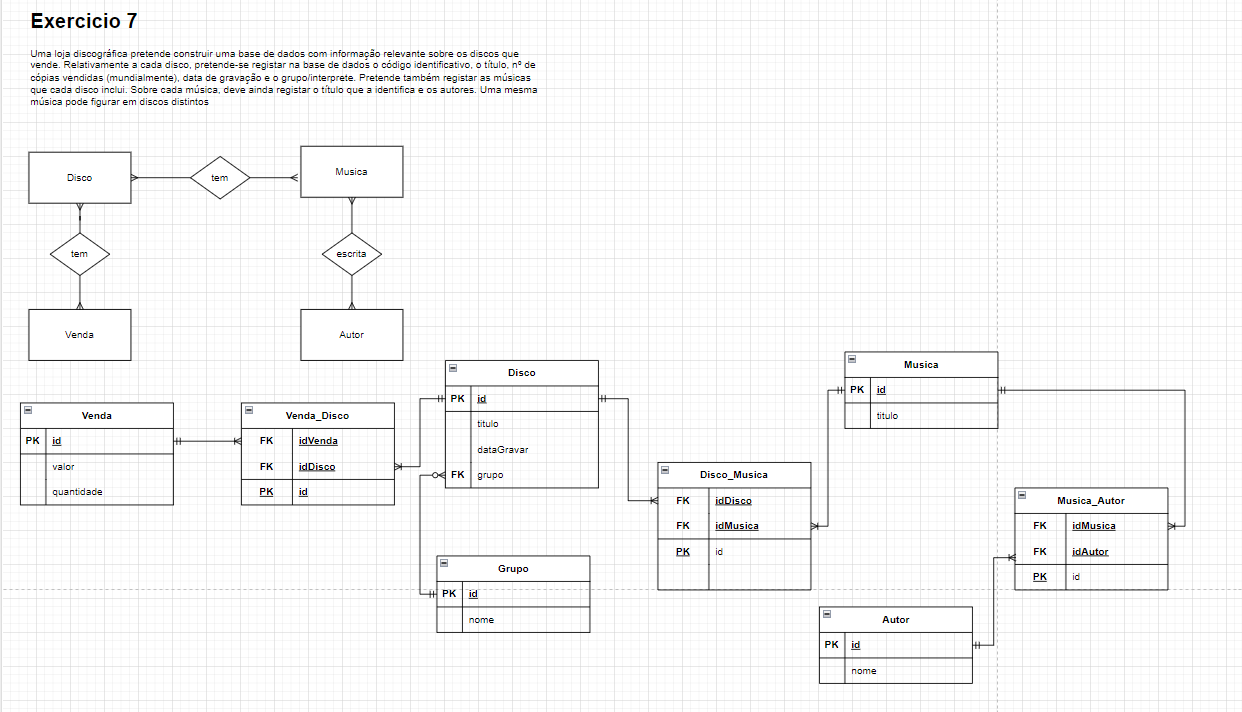 Exercicio 7
Uma loja discográfica pretende construir uma base de dados com informação relevante sobre os discos que
vende. Relativamente a cada disco, pretende-se registar na base de dados o código identificativo, o título, nº de
cópias vendidas (mundialmente), data de gravação e o grupo/interprete. Pretende também registar as músicas
que cada disco inclui. Sobre cada música, deve ainda registar o título que a identifica e os autores. Uma mesma
música pode figurar em discos distintos
Disco
tem
Musica
tem
escrita
Venda
Autor
Venda
PK id
valor
quantidade
Venda_Disco
FK idVenda
FK idDisco
PK id
Disco
PK id
titulo
dataGravar
FK grupo
Grupo
PK id
nome
Disco_Musica
FK idDisco
FK idMusica
PK id
Musica
PK id
titulo
Musica_Autor
FK idMusica
FK idAutor
PK id
Autor
PK id
nome